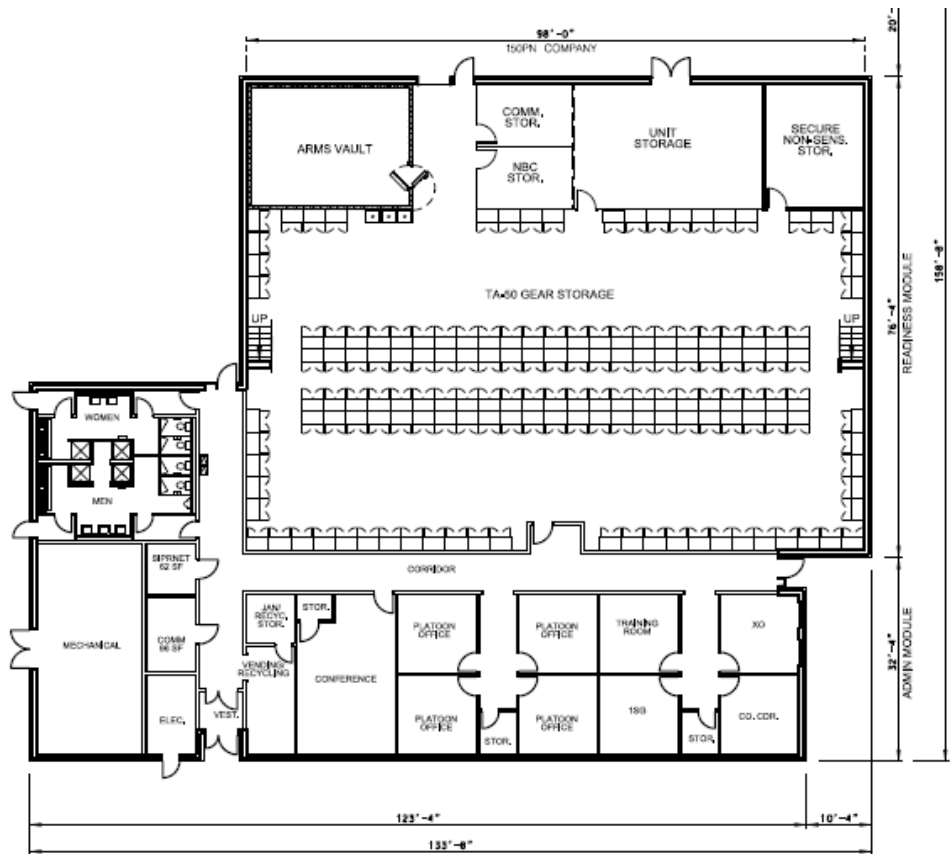 98'-0"
150PN COMPANY
20'-
ARMS VAULT
COMM.
STOR.
NBC
STOR.
UNIT
STORAGE
SECURE
NON-SENS.
STOR.
TA-50 GEAR STORAGE
UP
UP
76'-4"
READINESS MODULE
158'-8"
WOMEN
MEN
SIPRNET
62 SF
COMM
96 SF
ELEC.
MECHANICAL
CORRIDOR
JAN/
RECYC.
STOR.
STOR.
VENDING/
RECYCLING
VEST.
CONFERENCE
PLATOON
OFFICE
PLATOON
OFFICE
STOR.
PLATOON
OFFICE
PLATOON
OFFICE
TRAINING
ROOM
1SG
STOR.
XO
CO. CDR.
32'-4"
ADMIN MODULE
123'-4"
10'-4"
133'-8"